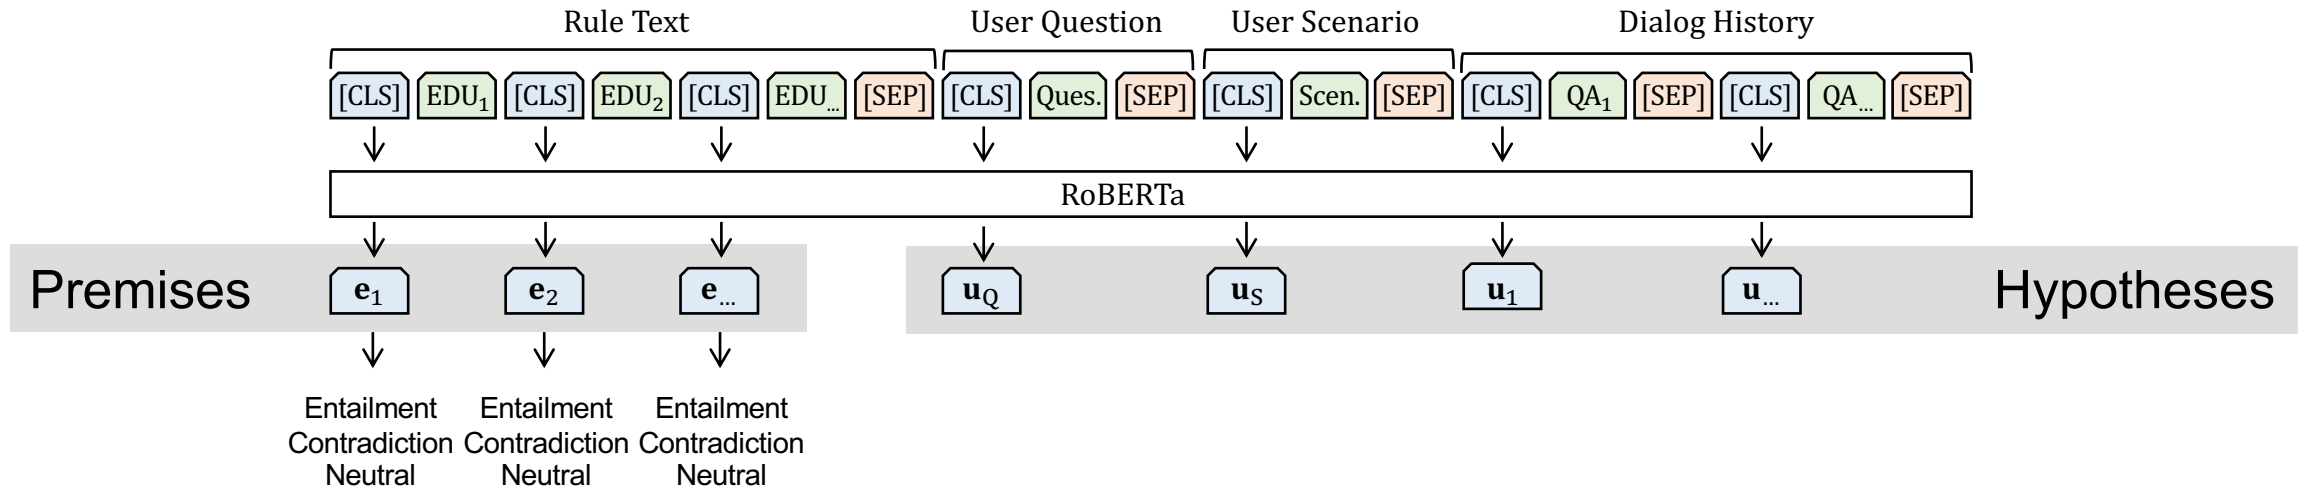 Rule Text User Question User Scenario Dialog History
[CLS] EDU₁ [CLS] EDU₂ [CLS] EDU... [SEP] [CLS] Ques. [SEP] [CLS] Scen. [SEP] [CLS] QA₁ [SEP] [CLS] QA... [SEP]
RoBERTa
Premises e₁ e₂ e... u_Q u_S u₁ u... Hypotheses
Entailment Entailment Entailment
Contradiction Contradiction Contradiction
Neutral Neutral Neutral